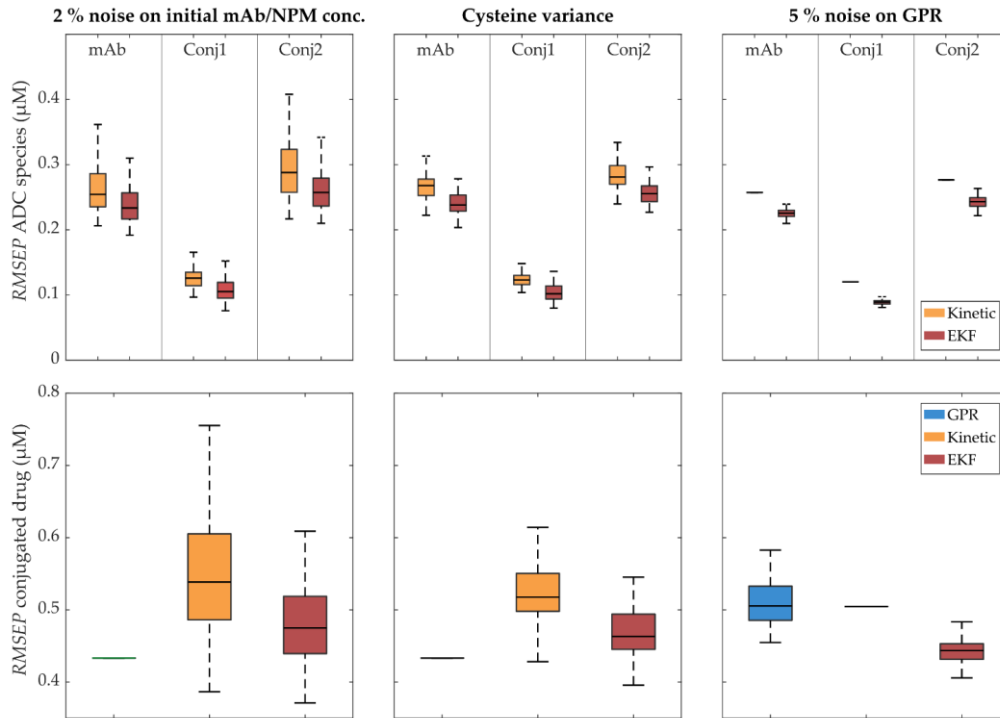 2 % noise on initial mAb/NPM conc.
Cysteine variance
5 % noise on GPR
RMSEP ADC species (µM)
0.4
0.3
0.2
0.1
0
mAb
Conj1
Conj2
mAb
Conj1
Conj2
mAb
Conj1
Conj2
Kinetic
EKF
RMSEP conjugated drug (µM)
0.8
0.7
0.6
0.5
0.4
GPR
Kinetic
EKF